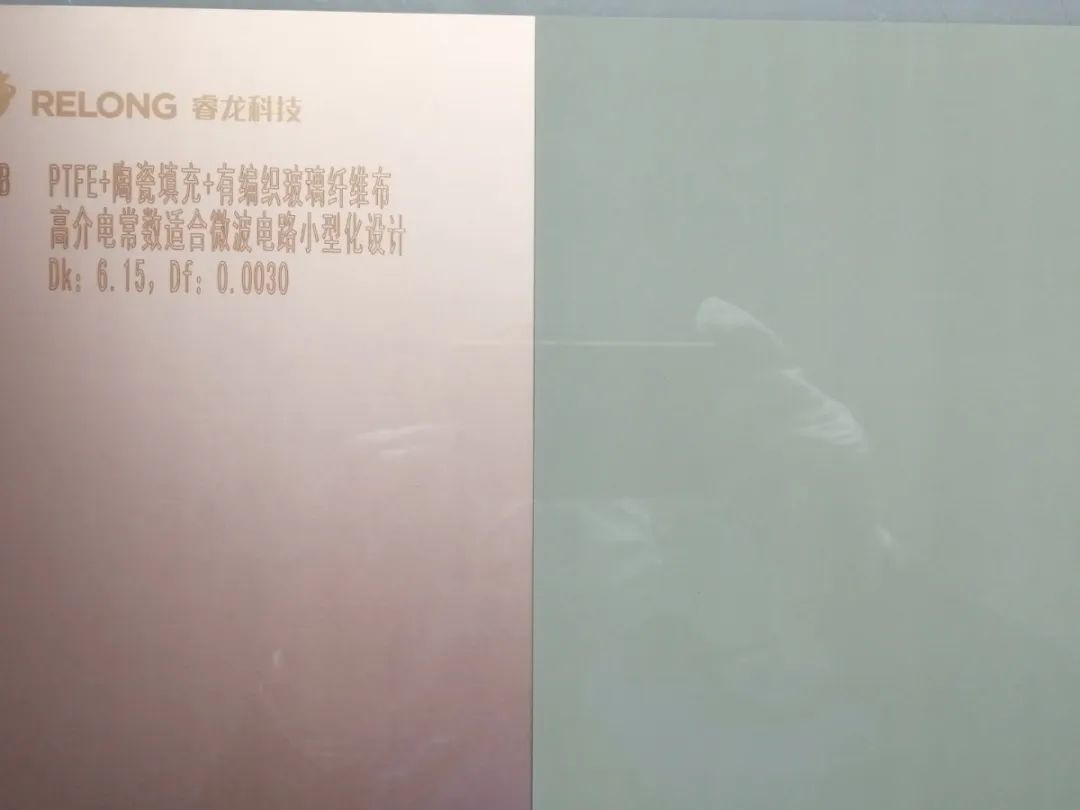 RELONG 睿龙科技
B PTFE+陶瓷填充+有编织玻璃纤维布
高介电常数适合微波电路小型化设计
Dk: 6.15, Df: 0.0030